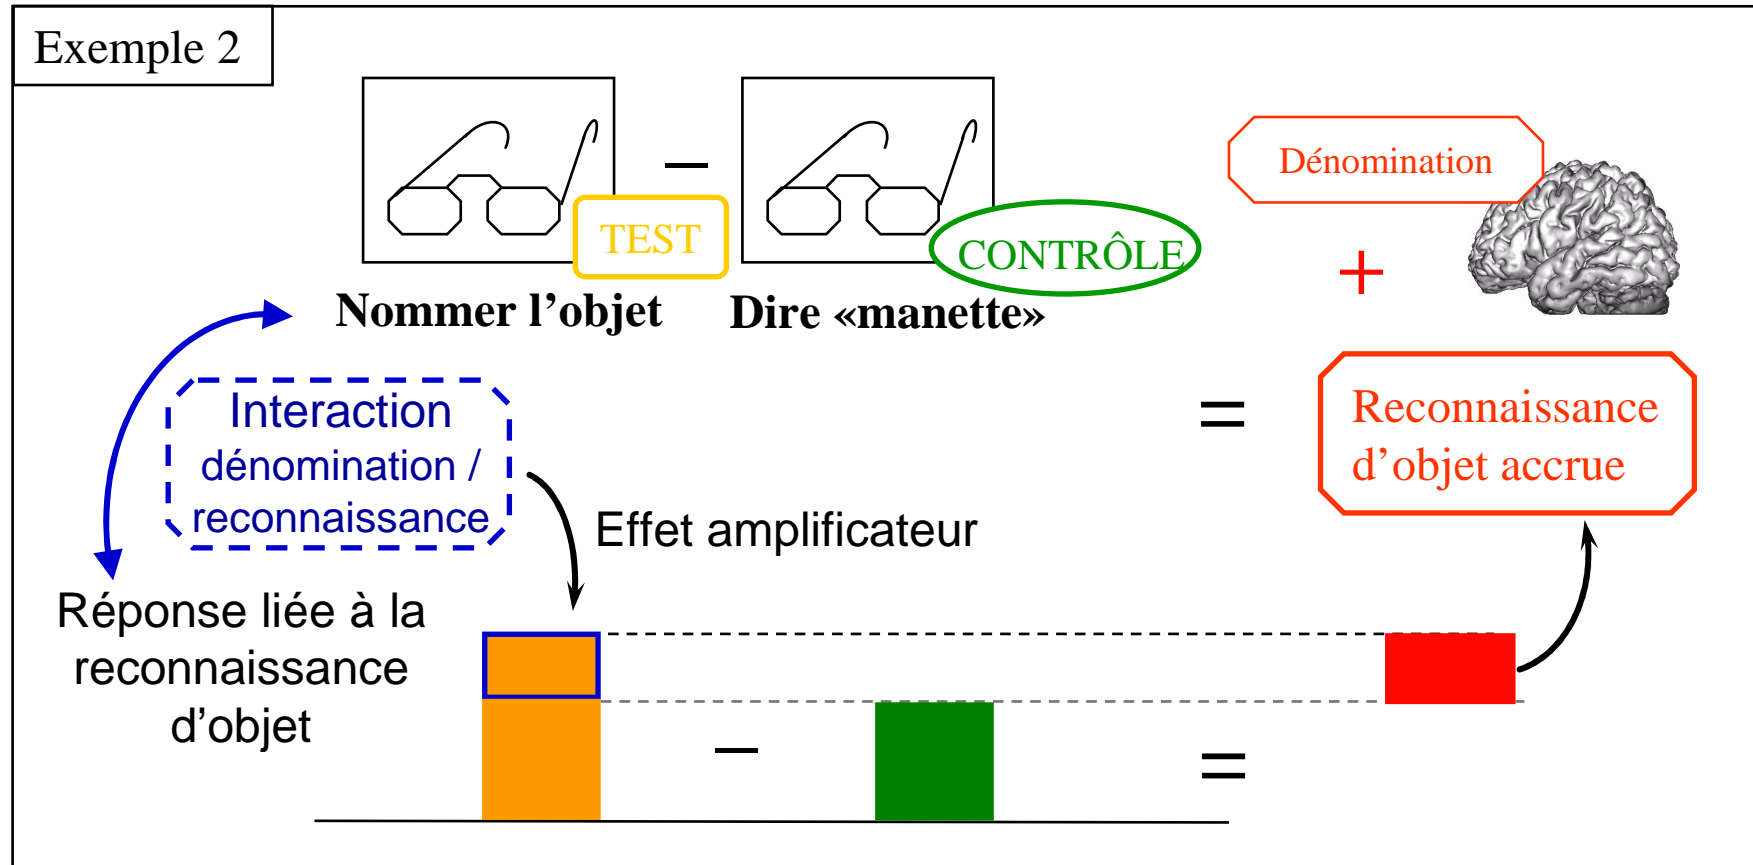 Exemple 2
TEST
CONTRÔLE
Dénomination
Nommer l’objet
–
Dire «manette»
+
=
Reconnaissance
d’objet accrue
Interaction
dénomination /
reconnaissance
Effet amplificateur
Réponse liée à la
reconnaissance
d’objet
–
=